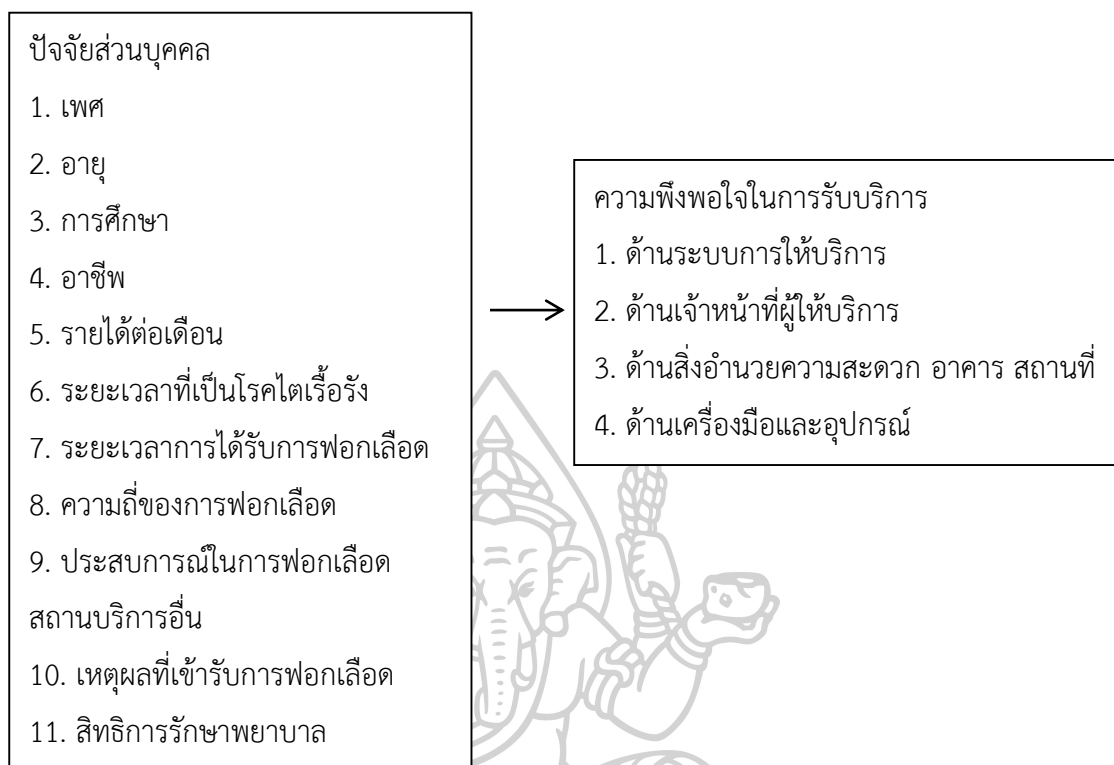 ปัจจัยส่วนบุคคล
1. เพศ
2. อายุ
3. การศึกษา
4. อาชีพ
5. รายได้ต่อเดือน
6. ระยะเวลาที่เป็นโรคไตเรื้อรัง
7. ระยะเวลาการได้รับการฟอกเลือด
8. ความถี่ของการฟอกเลือด
9. ประสบการณ์ในการฟอกเลือด
สถานบริการอื่น
10. เหตุผลที่เข้ารับการฟอกเลือด
11. สิทธิการรักษาพยาบาล
ความพึงพอใจในการรับบริการ
1. ด้านระบบการให้บริการ
2. ด้านเจ้าหน้าที่ผู้ให้บริการ
3. ด้านสิ่งอำนวยความสะดวก อาคาร สถานที่
4. ด้านเครื่องมือและอุปกรณ์